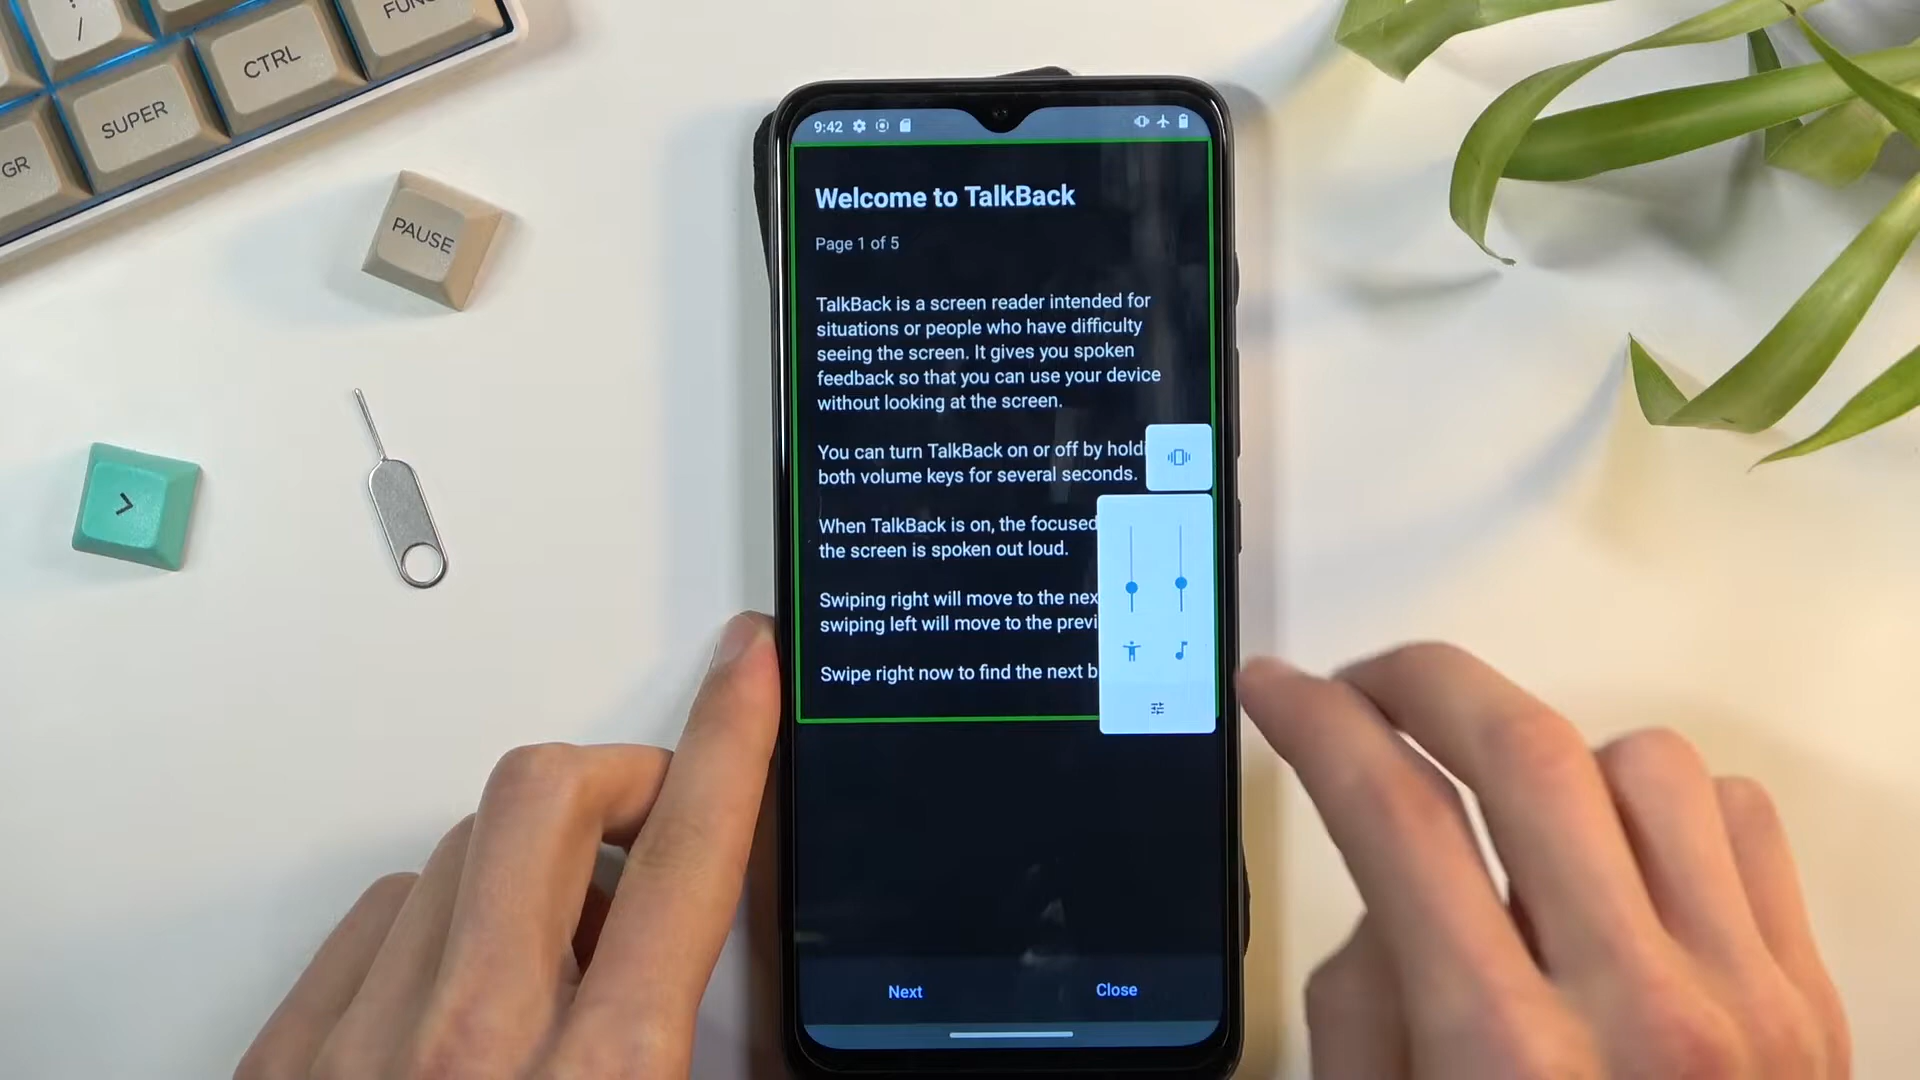 /
FUNC
CTRL
SUPER
GR
PAUSE
>
9:42
Welcome to TalkBack
Page 1 of 5
TalkBack is a screen reader intended for
situations or people who have difficulty
seeing the screen. It gives you spoken
feedback so that you can use your device
without looking at the screen.
You can turn TalkBack on or off by holdi
both volume keys for several seconds.
When TalkBack is on, the focused
the screen is spoken out loud.
Swiping right will move to the nex
swiping left will move to the previ
Swipe right now to find the next b
Next
Close